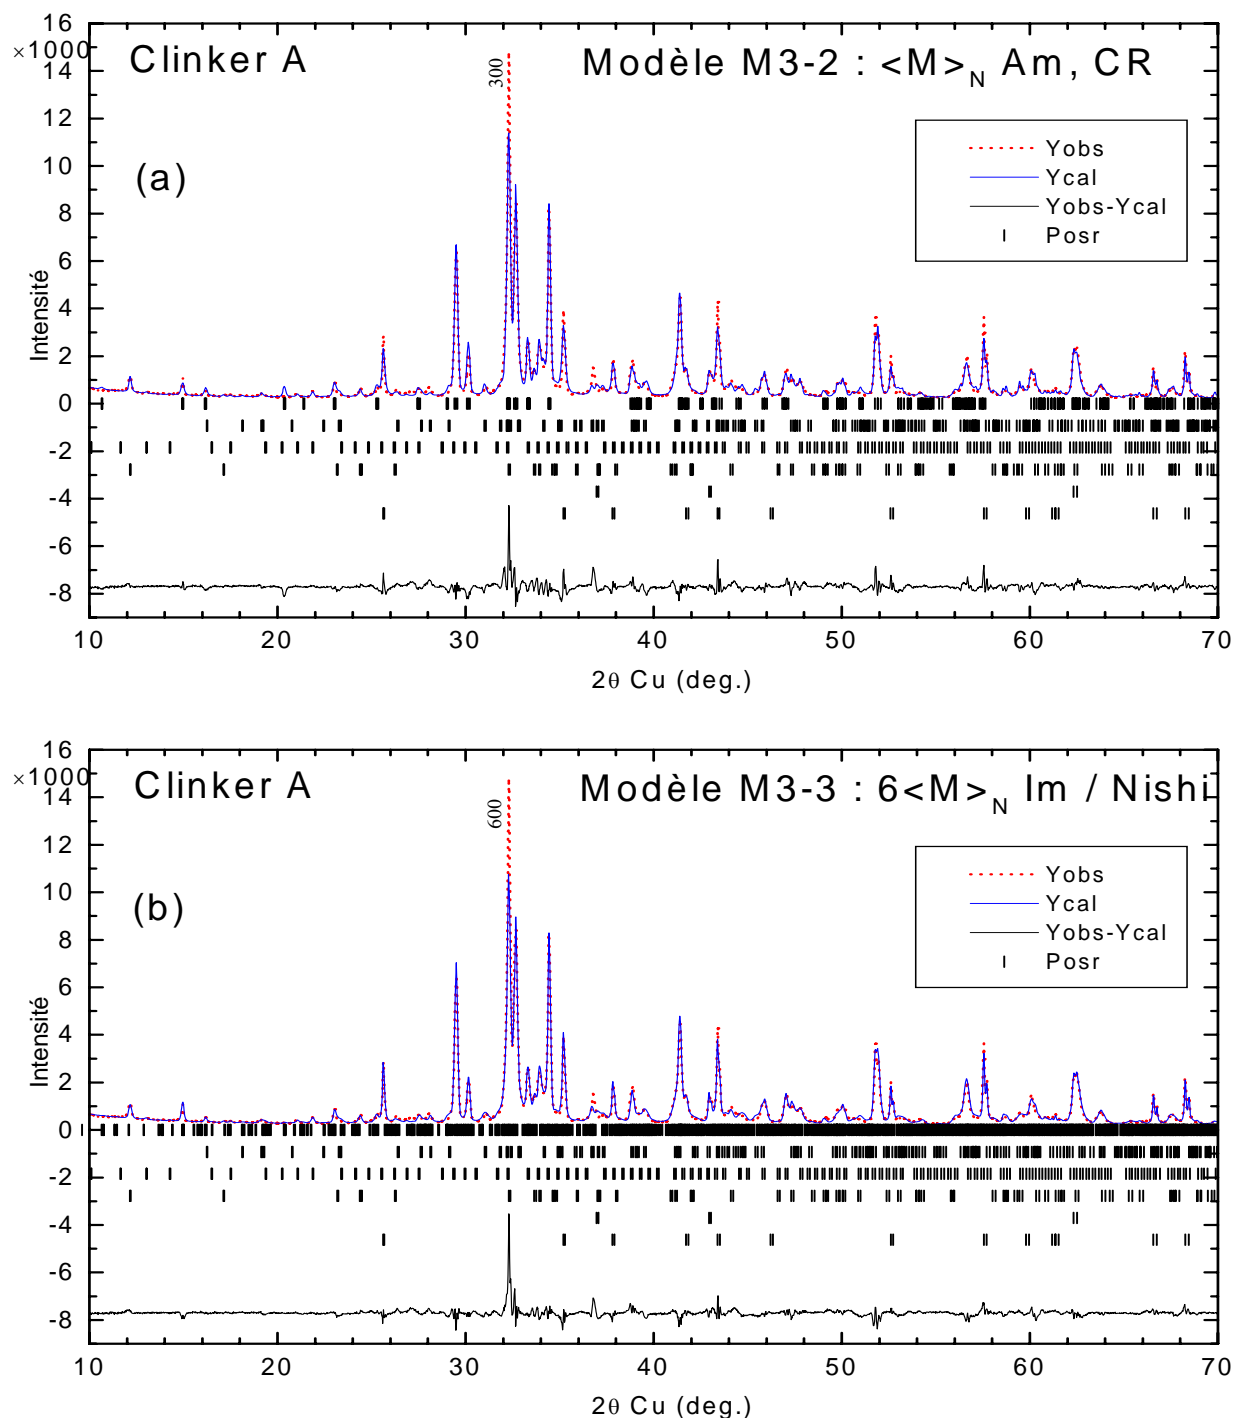 16
×1000
14
12
10
8
6
4
2
0
-2
-4
-6
-8
Intensité
Clinker A
Modèle M3-2 : <M>N Am, CR
(a)
300
Yobs
Ycal
Yobs-Ycal
Posr
10 20 30 40 50 60 70
2θ Cu (deg.)
16
×1000
14
12
10
8
6
4
2
0
-2
-4
-6
-8
Intensité
Clinker A
Modèle M3-3 : 6<M>N Im / Nishi
(b)
600
Yobs
Ycal
Yobs-Ycal
Posr
10 20 30 40 50 60 70
2θ Cu (deg.)